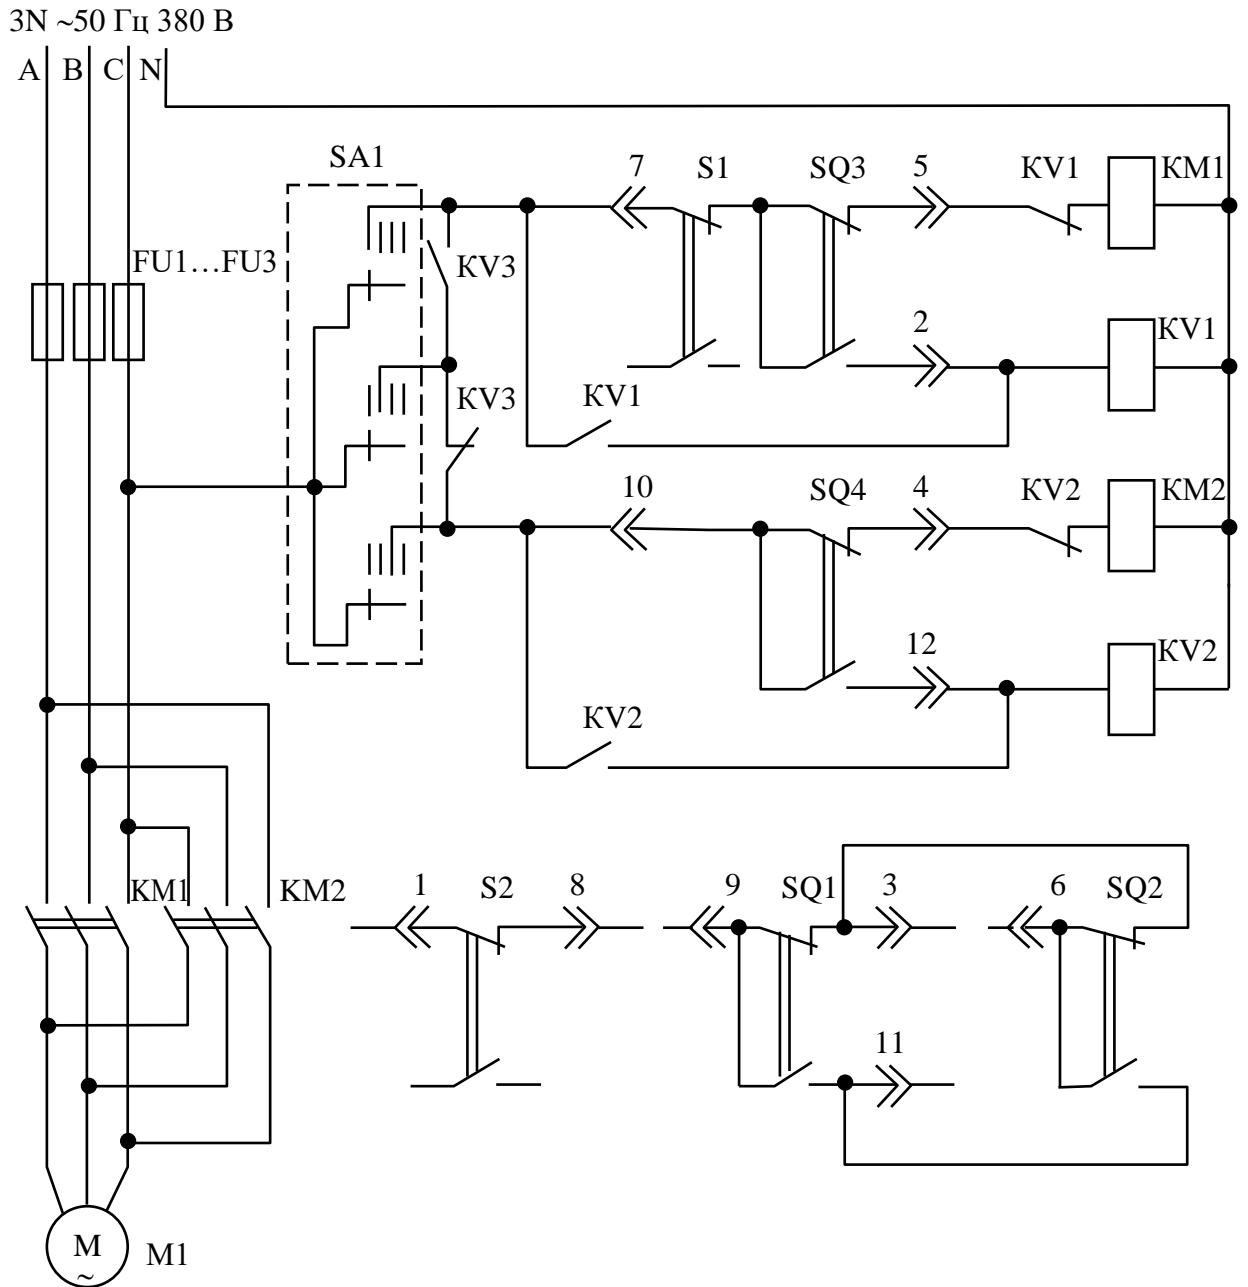 3N ~50 Гц 380 В
A B C N
SA1
7 S1 SQ3 5 KV1 KM1
FU1…FU3
KV3
2 KV1
KV3
KV1
10 SQ4 4 KV2 KM2
12 KV2
KV2
KM1 KM2
1 S2 8 9 SQ1 3 6 SQ2
11
M
~
M1